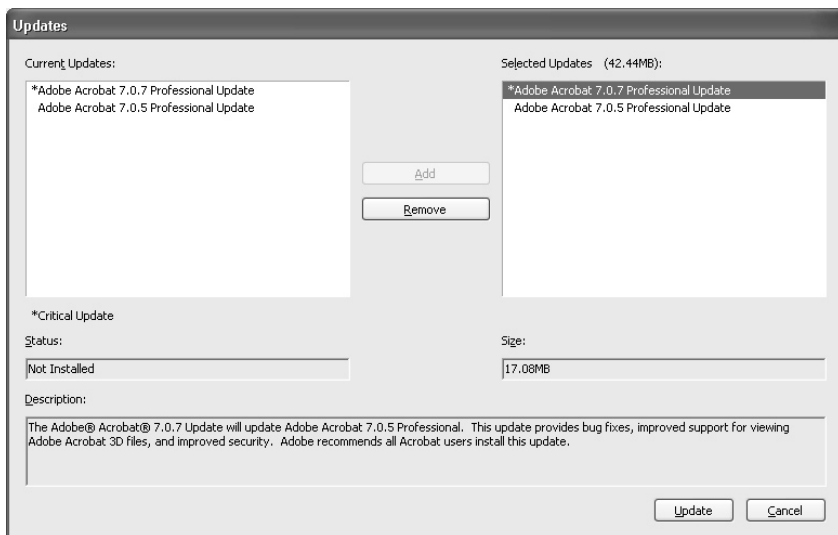 Updates
Current Updates:
*Adobe Acrobat 7.0.7 Professional Update
Adobe Acrobat 7.0.5 Professional Update
Add
Remove
Selected Updates (42.44MB):
*Adobe Acrobat 7.0.7 Professional Update
Adobe Acrobat 7.0.5 Professional Update
*Critical Update
Status:
Not Installed
Size:
17.08MB
Description:
The Adobe® Acrobat® 7.0.7 Update will update Adobe Acrobat 7.0.5 Professional. This update provides bug fixes, improved support for viewing
Adobe Acrobat 3D files, and improved security. Adobe recommends all Acrobat users install this update.
Update
Cancel